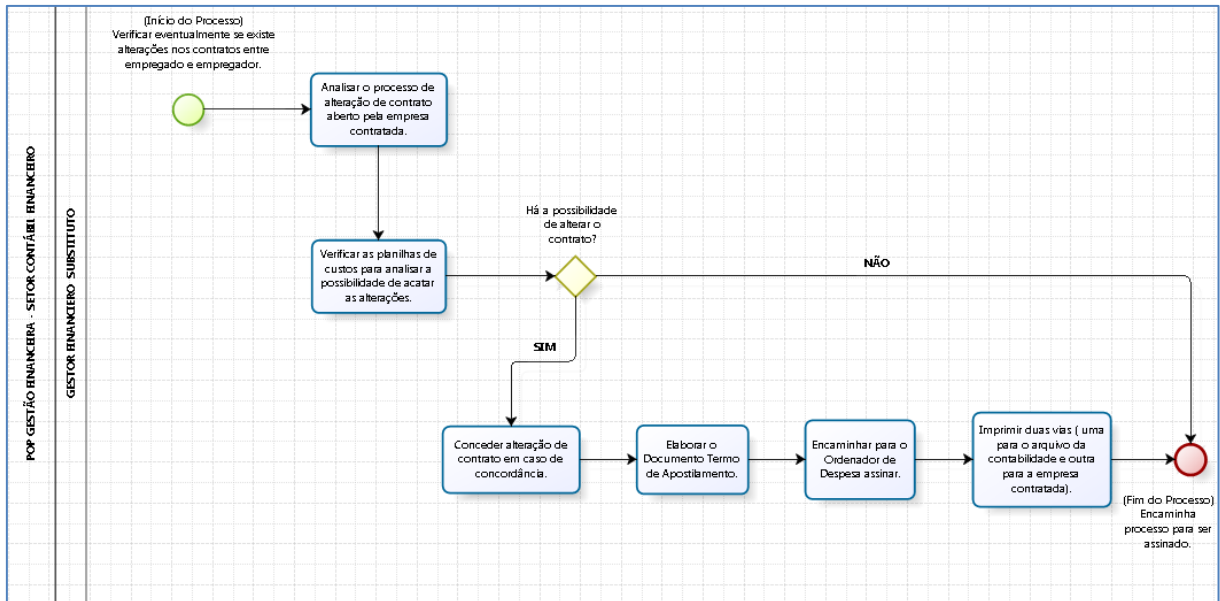 POP GESTÃO FINANCEIRA - SETOR CONTÁBIL FINANCEIRO
GESTOR FINANCIERO SUBSTITUTO
(Início do Processo)
Verificar eventualmente se existe
alterações nos contratos entre
empregado e empregador.
Analisar o processo de
alteração de contrato
aberto pela empresa
contratada.
Verificar as planilhas de
custos para analisar a
possibilidade de acatar
as alterações.
Há a possibilidade
de alterar o
contrato?
NÃO
SIM
Conceder alteração de
contrato em caso de
concordância.
Elaborar o
Documento Termo
de Apostilamento.
Encaminhar para o
Ordenador de
Despesa assinar.
Imprimir duas vias ( uma
para o arquivo da
contabilidade e outra
para a empresa
contratada).
(Fim do Processo)
Encaminha
processo para ser
assinado.